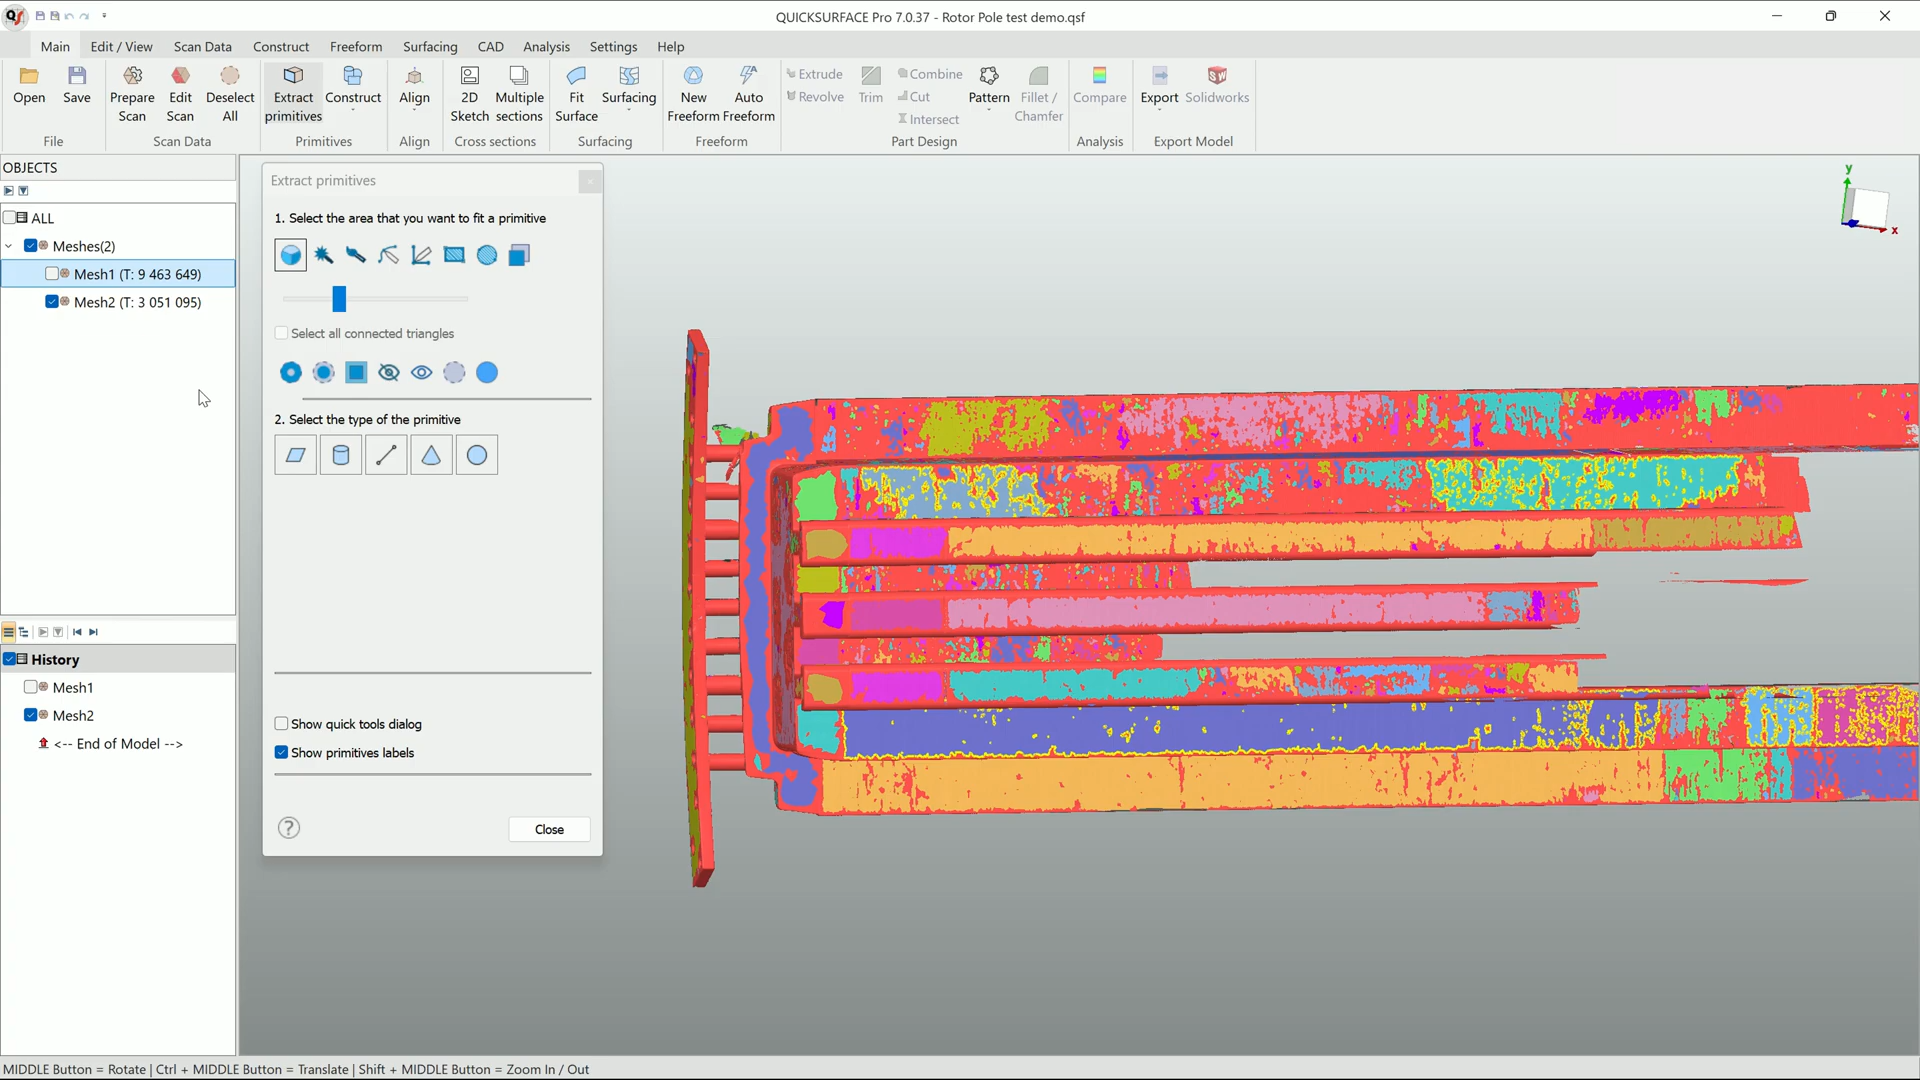 QS
QUICKSURFACE Pro 7.0.37 - Rotor Pole test demo.qsf
Main
Edit / View
Scan Data
Construct
Freeform
Surfacing
CAD
Analysis
Settings
Help
Open
Save
File
Prepare
Scan
Edit
Scan
Deselect
All
Scan Data
Extract
primitives
Construct
Primitives
Align
Align
2D
Sketch
Multiple
sections
Cross sections
Fit
Surface
Surfacing
Surfacing
New
Freeform
Auto
Freeform
Freeform
Extrude
Revolve
Trim
Combine
Cut
Intersect
Pattern
Fillet /
Chamfer
Part Design
Compare
Analysis
Export
SW
Solidworks
Export Model
OBJECTS
ALL
Meshes(2)
Mesh1 (T: 9 463 649)
Mesh2 (T: 3 051 095)
History
Mesh1
Mesh2
<-- End of Model -->
Extract primitives
1. Select the area that you want to fit a primitive
Select all connected triangles
2. Select the type of the primitive
Show quick tools dialog
Show primitives labels
?
Close
y
x
MIDDLE Button = Rotate | Ctrl + MIDDLE Button = Translate | Shift + MIDDLE Button = Zoom In / Out